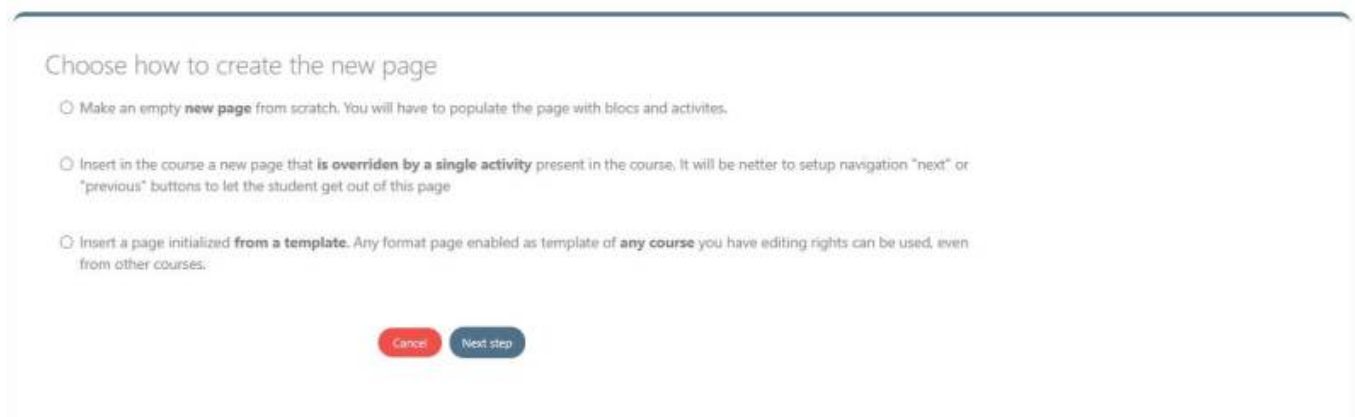 Choose how to create the new page
Make an empty new page from scratch. You will have to populate the page with blocs and activites.
Insert in the course a new page that is overriden by a single activity present in the course. It will be netter to setup navigation "next" or
"previous" buttons to let the student get out of this page
Insert a page initialized from a template. Any format page enabled as template of any course you have editing rights can be used, even
from other courses.
Cancel Next step